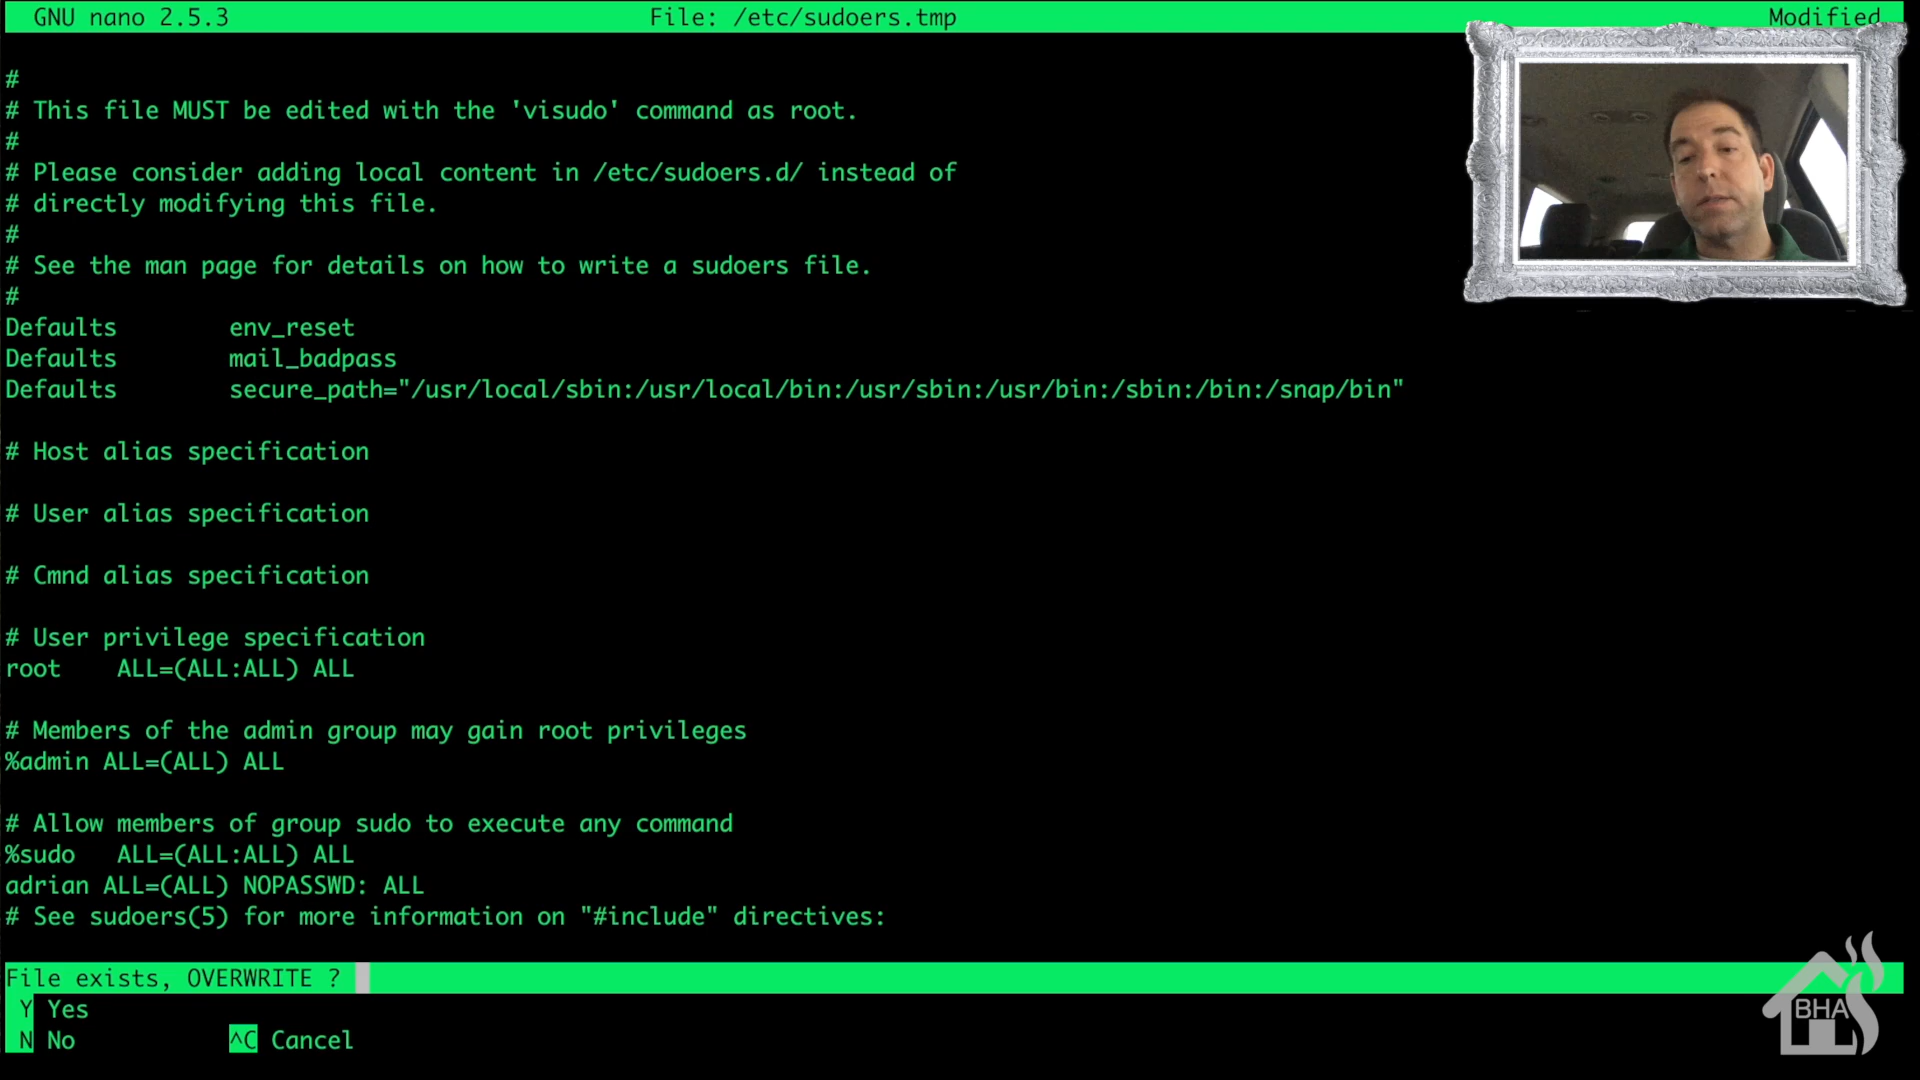 GNU nano 2.5.3 File: /etc/sudoers.tmp Modified
#
# This file MUST be edited with the 'visudo' command as root.
#
# Please consider adding local content in /etc/sudoers.d/ instead of
# directly modifying this file.
#
# See the man page for details on how to write a sudoers file.
#
Defaults env_reset
Defaults mail_badpass
Defaults secure_path="/usr/local/sbin:/usr/local/bin:/usr/sbin:/usr/bin:/sbin:/bin:/snap/bin"
# Host alias specification
# User alias specification
# Cmnd alias specification
# User privilege specification
root ALL=(ALL:ALL) ALL
# Members of the admin group may gain root privileges
%admin ALL=(ALL) ALL
# Allow members of group sudo to execute any command
%sudo ALL=(ALL:ALL) ALL
adrian ALL=(ALL) NOPASSWD: ALL
# See sudoers(5) for more information on "#include" directives:
File exists, OVERWRITE ?
Y Yes
N No ^C Cancel
BHA